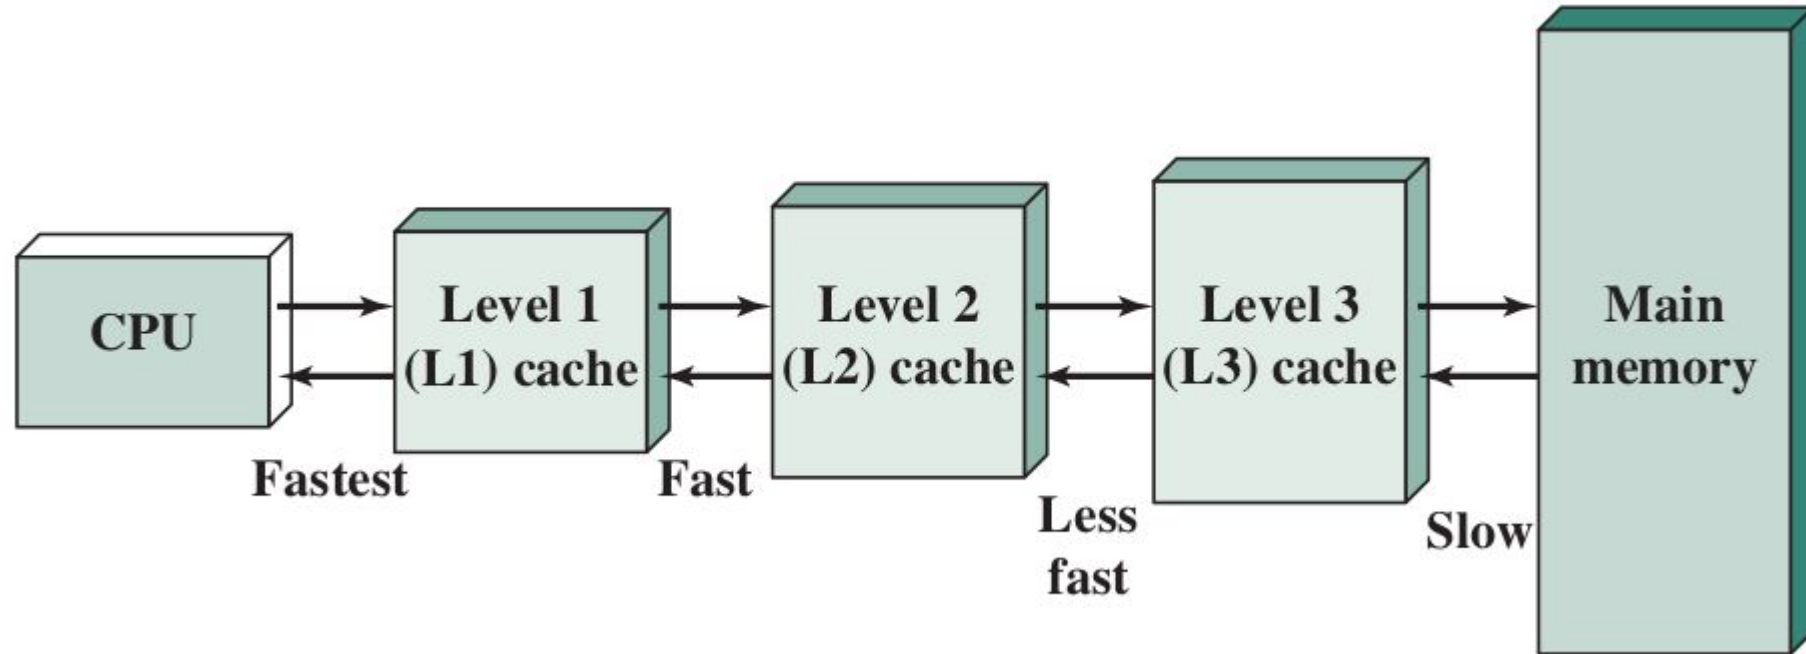 CPU
Level 1
(L1) cache
Level 2
(L2) cache
Level 3
(L3) cache
Main
memory
Fastest
Fast
Less
fast
Slow